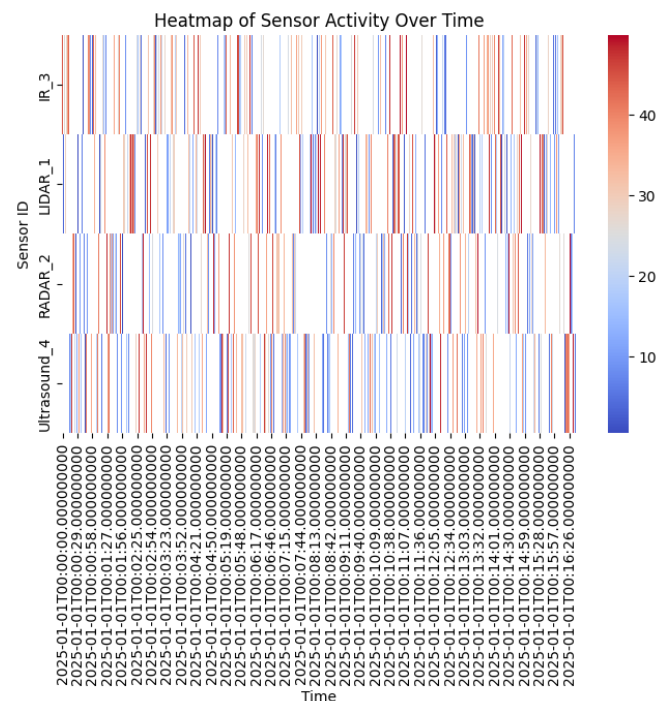 Heatmap of Sensor Activity Over Time
Sensor ID
IR_3
LIDAR_1
RADAR_2
Ultrasound_4
40
30
20
10
2025-01-01T00:00:00.000000000
2025-01-01T00:00:29.000000000
2025-01-01T00:00:58.000000000
2025-01-01T00:01:27.000000000
2025-01-01T00:01:56.000000000
2025-01-01T00:02:25.000000000
2025-01-01T00:02:54.000000000
2025-01-01T00:03:23.000000000
2025-01-01T00:03:52.000000000
2025-01-01T00:04:21.000000000
2025-01-01T00:04:50.000000000
2025-01-01T00:05:19.000000000
2025-01-01T00:05:48.000000000
2025-01-01T00:06:17.000000000
2025-01-01T00:06:46.000000000
2025-01-01T00:07:15.000000000
2025-01-01T00:07:44.000000000
2025-01-01T00:08:13.000000000
2025-01-01T00:08:42.000000000
2025-01-01T00:09:11.000000000
2025-01-01T00:09:40.000000000
2025-01-01T00:10:09.000000000
2025-01-01T00:10:38.000000000
2025-01-01T00:11:07.000000000
2025-01-01T00:11:36.000000000
2025-01-01T00:12:05.000000000
2025-01-01T00:12:34.000000000
2025-01-01T00:13:03.000000000
2025-01-01T00:13:32.000000000
2025-01-01T00:14:01.000000000
2025-01-01T00:14:30.000000000
2025-01-01T00:14:59.000000000
2025-01-01T00:15:28.000000000
2025-01-01T00:15:57.000000000
2025-01-01T00:16:26.000000000
Time